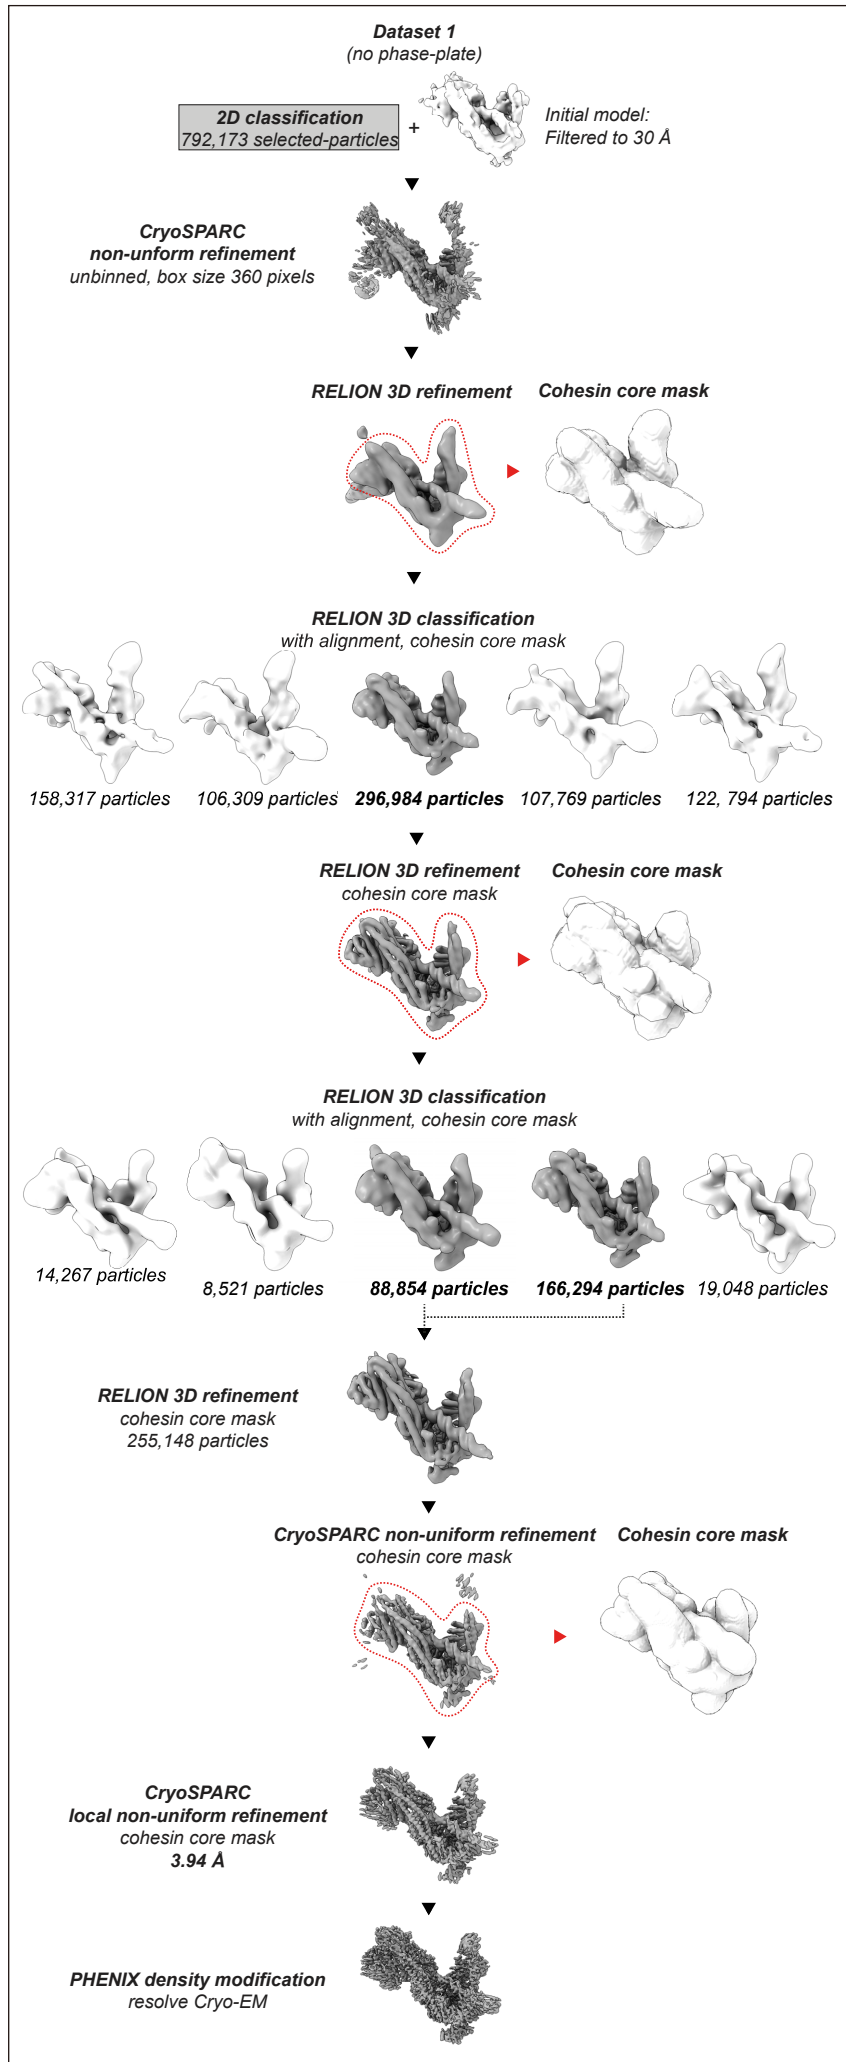 Dataset 1
(no phase-plate)
2D classification
792,173 selected-particles
+
Initial model:
Filtered to 30 Å
CryoSPARC
non-unform refinement
unbinned, box size 360 pixels
RELION 3D refinement
Cohesin core mask
RELION 3D classification
with alignment, cohesin core mask
158,317 particles
106,309 particles
296,984 particles
107,769 particles
122, 794 particles
RELION 3D refinement
cohesin core mask
Cohesin core mask
RELION 3D classification
with alignment, cohesin core mask
14,267 particles
8,521 particles
88,854 particles
166,294 particles
19,048 particles
RELION 3D refinement
cohesin core mask
255,148 particles
CryoSPARC non-uniform refinement
cohesin core mask
Cohesin core mask
CryoSPARC
local non-uniform refinement
cohesin core mask
3.94 Å
PHENIX density modification
resolve Cryo-EM